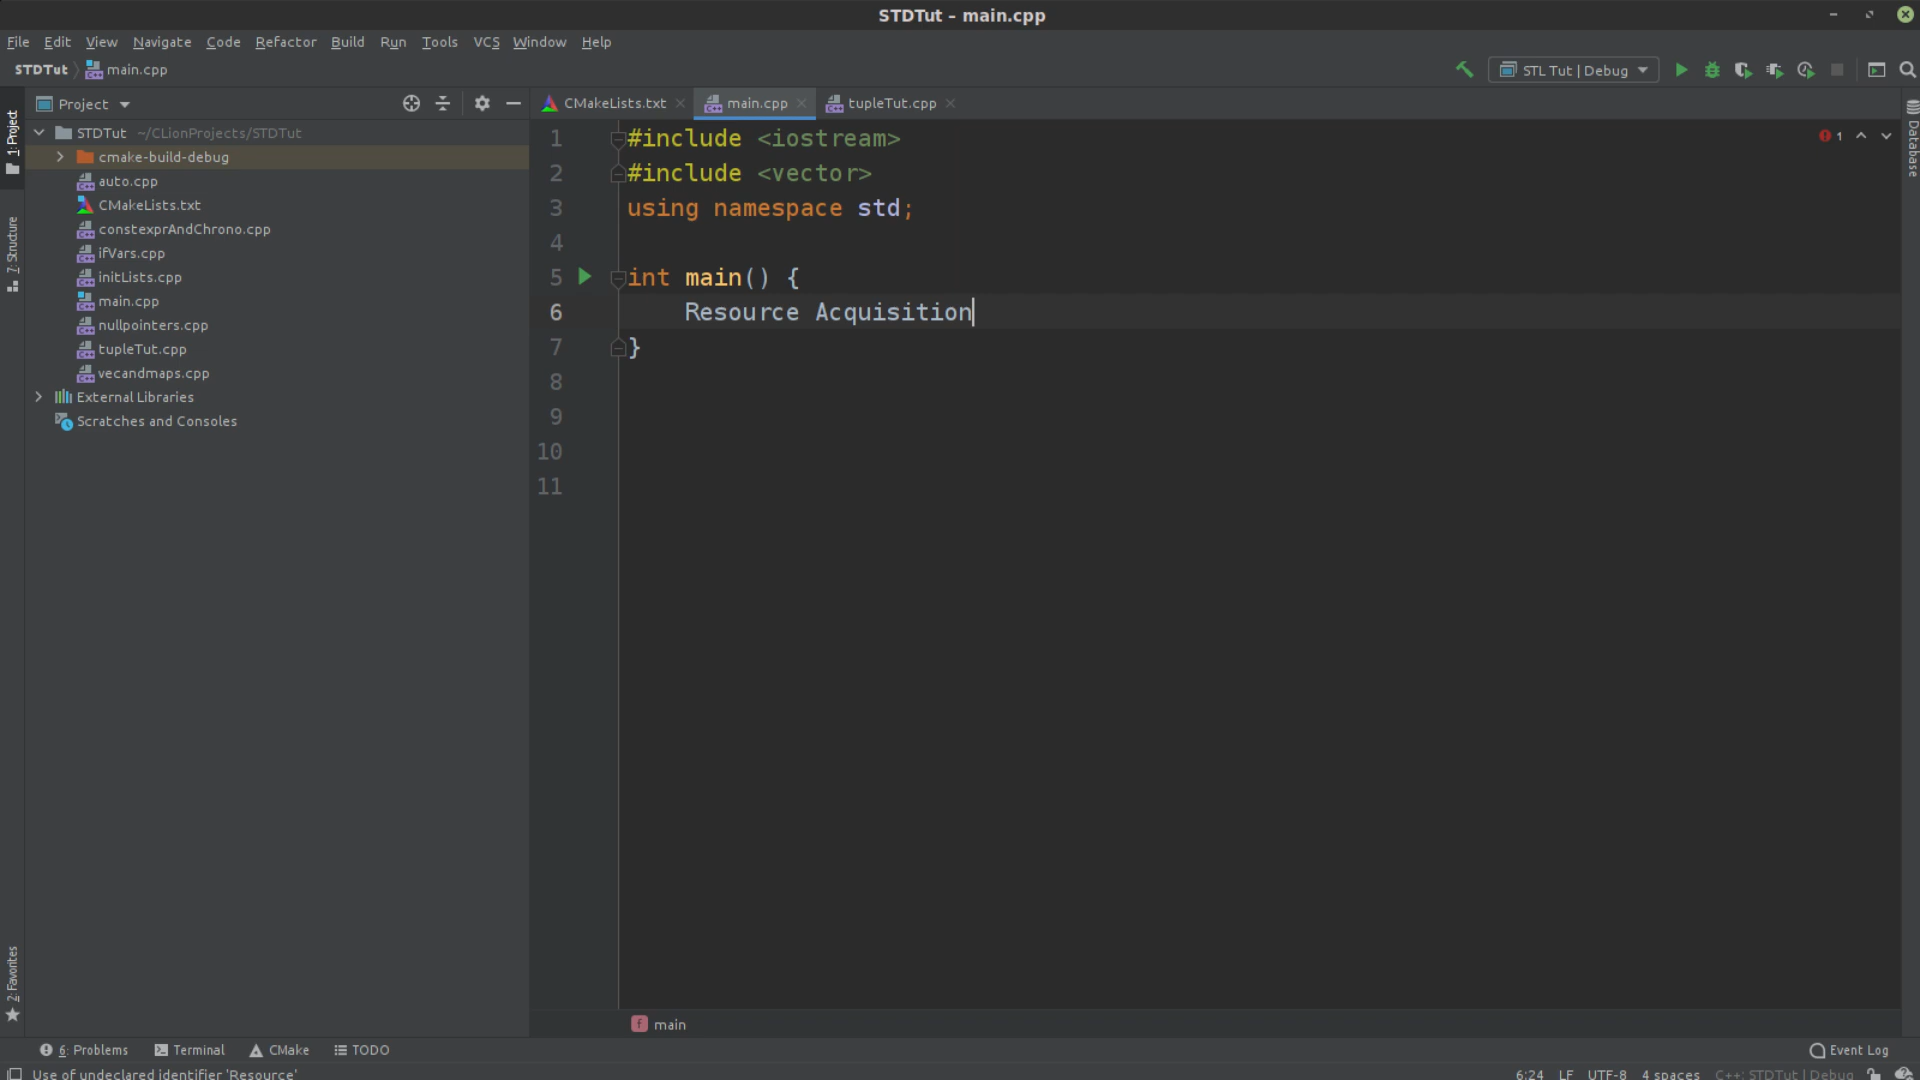 STDTut – main.cpp
File Edit View Navigate Code Refactor Build Run Tools VCS Window Help
STDTut main.cpp
STL Tut | Debug
Project
CMakeLists.txt main.cpp tupleTut.cpp
1: Project
7: Structure
2: Favorites
Database
STDTut ~/CLionProjects/STDTut
cmake-build-debug
auto.cpp
CMakeLists.txt
constexprAndChrono.cpp
ifVars.cpp
initLists.cpp
main.cpp
nullpointers.cpp
tupleTut.cpp
vecandmaps.cpp
External Libraries
Scratches and Consoles
1 #include <iostream>
2 #include <vector>
3 using namespace std;
4
5 int main() {
6 Resource Acquisition
7 }
8
9
10
11
1
f main
6: Problems Terminal CMake TODO
Event Log
Use of undeclared identifier 'Resource'
6:24 LF UTF-8 4 spaces C++: STDTut | Debug